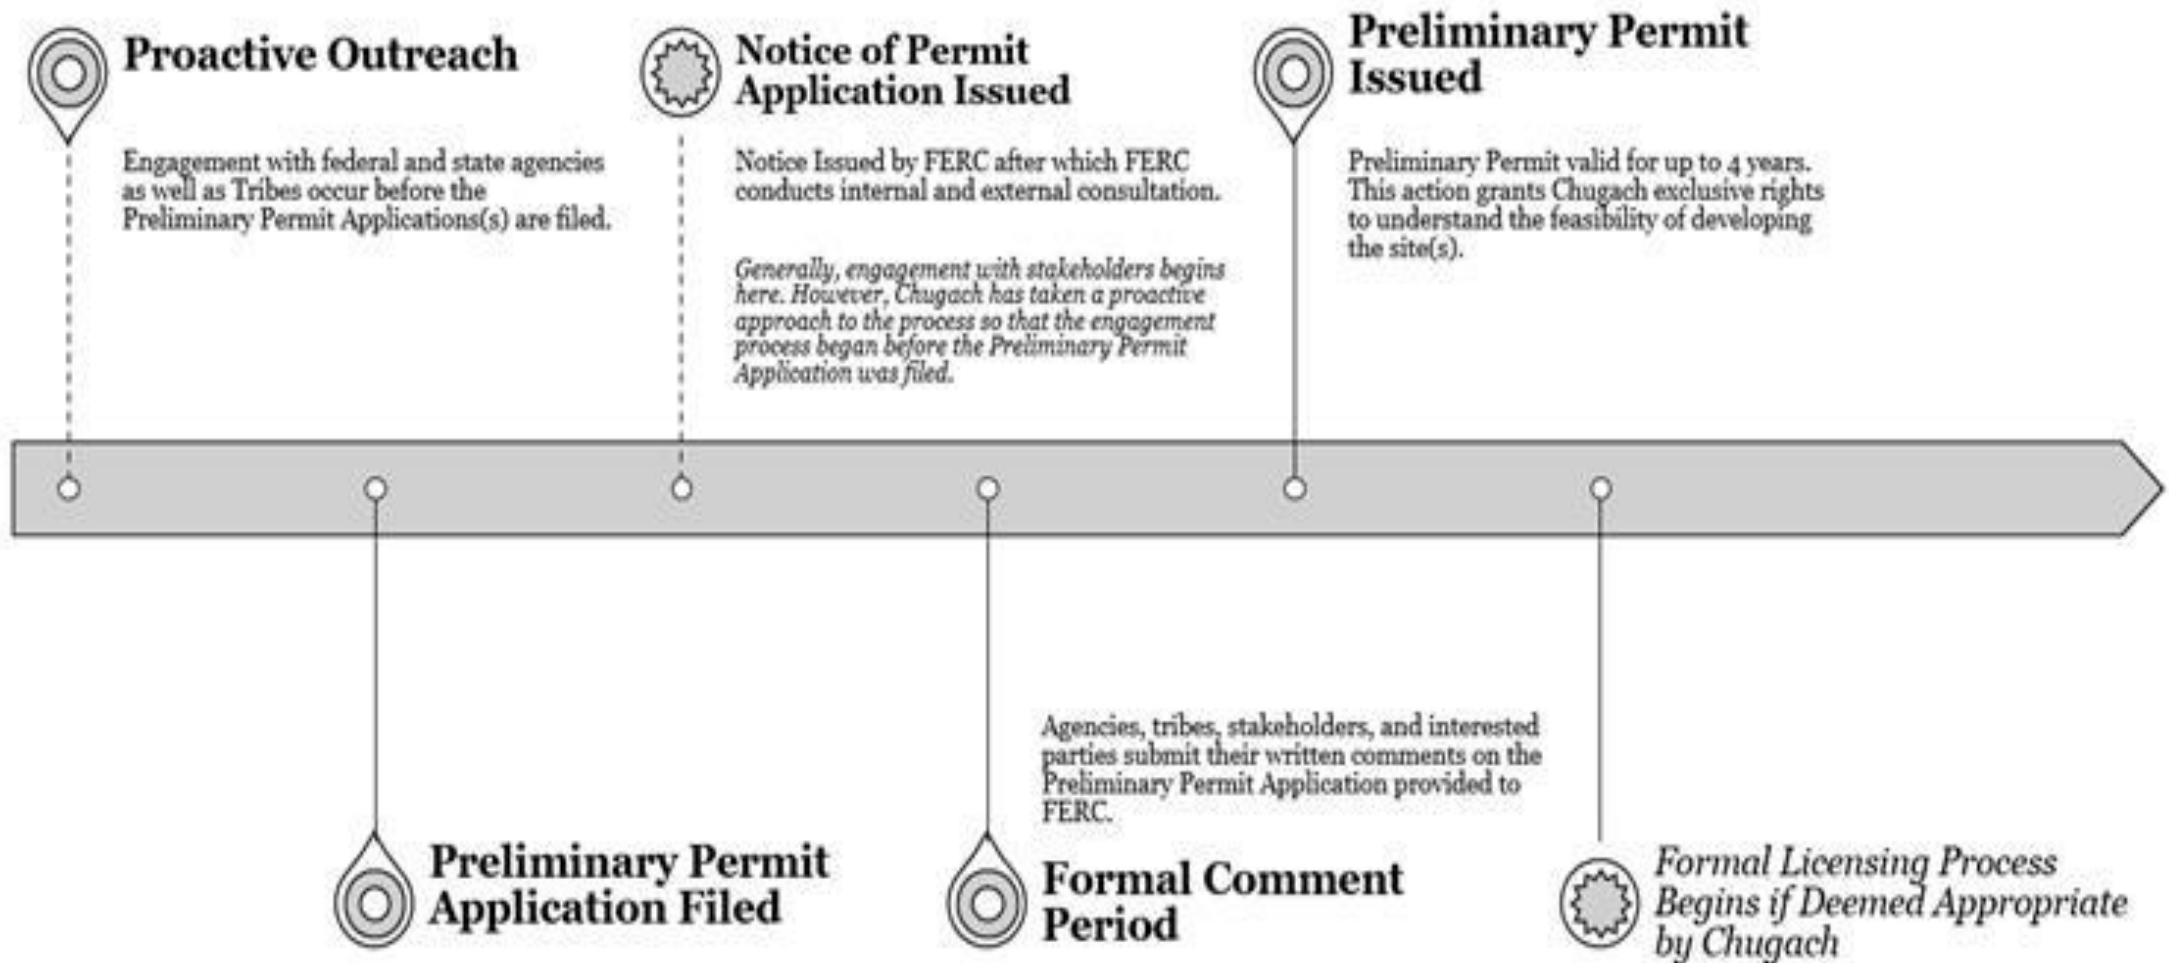 Proactive Outreach
Engagement with federal and state agencies
as well as Tribes occur before the
Preliminary Permit Applications(s) are filed.
Preliminary Permit
Application Filed
Notice of Permit
Application Issued
Notice Issued by FERC after which FERC
conducts internal and external consultation.
Generally, engagement with stakeholders begins
here. However, Chugach has taken a proactive
approach to the process so that the engagement
process began before the Preliminary Permit
Application was filed.
Agencies, tribes, stakeholders, and interested
parties submit their written comments on the
Preliminary Permit Application provided to
FERC.
Formal Comment
Period
Preliminary Permit
Issued
Preliminary Permit valid for up to 4 years.
This action grants Chugach exclusive rights
to understand the feasibility of developing
the site(s).
Formal Licensing Process
Begins if Deemed Appropriate
by Chugach